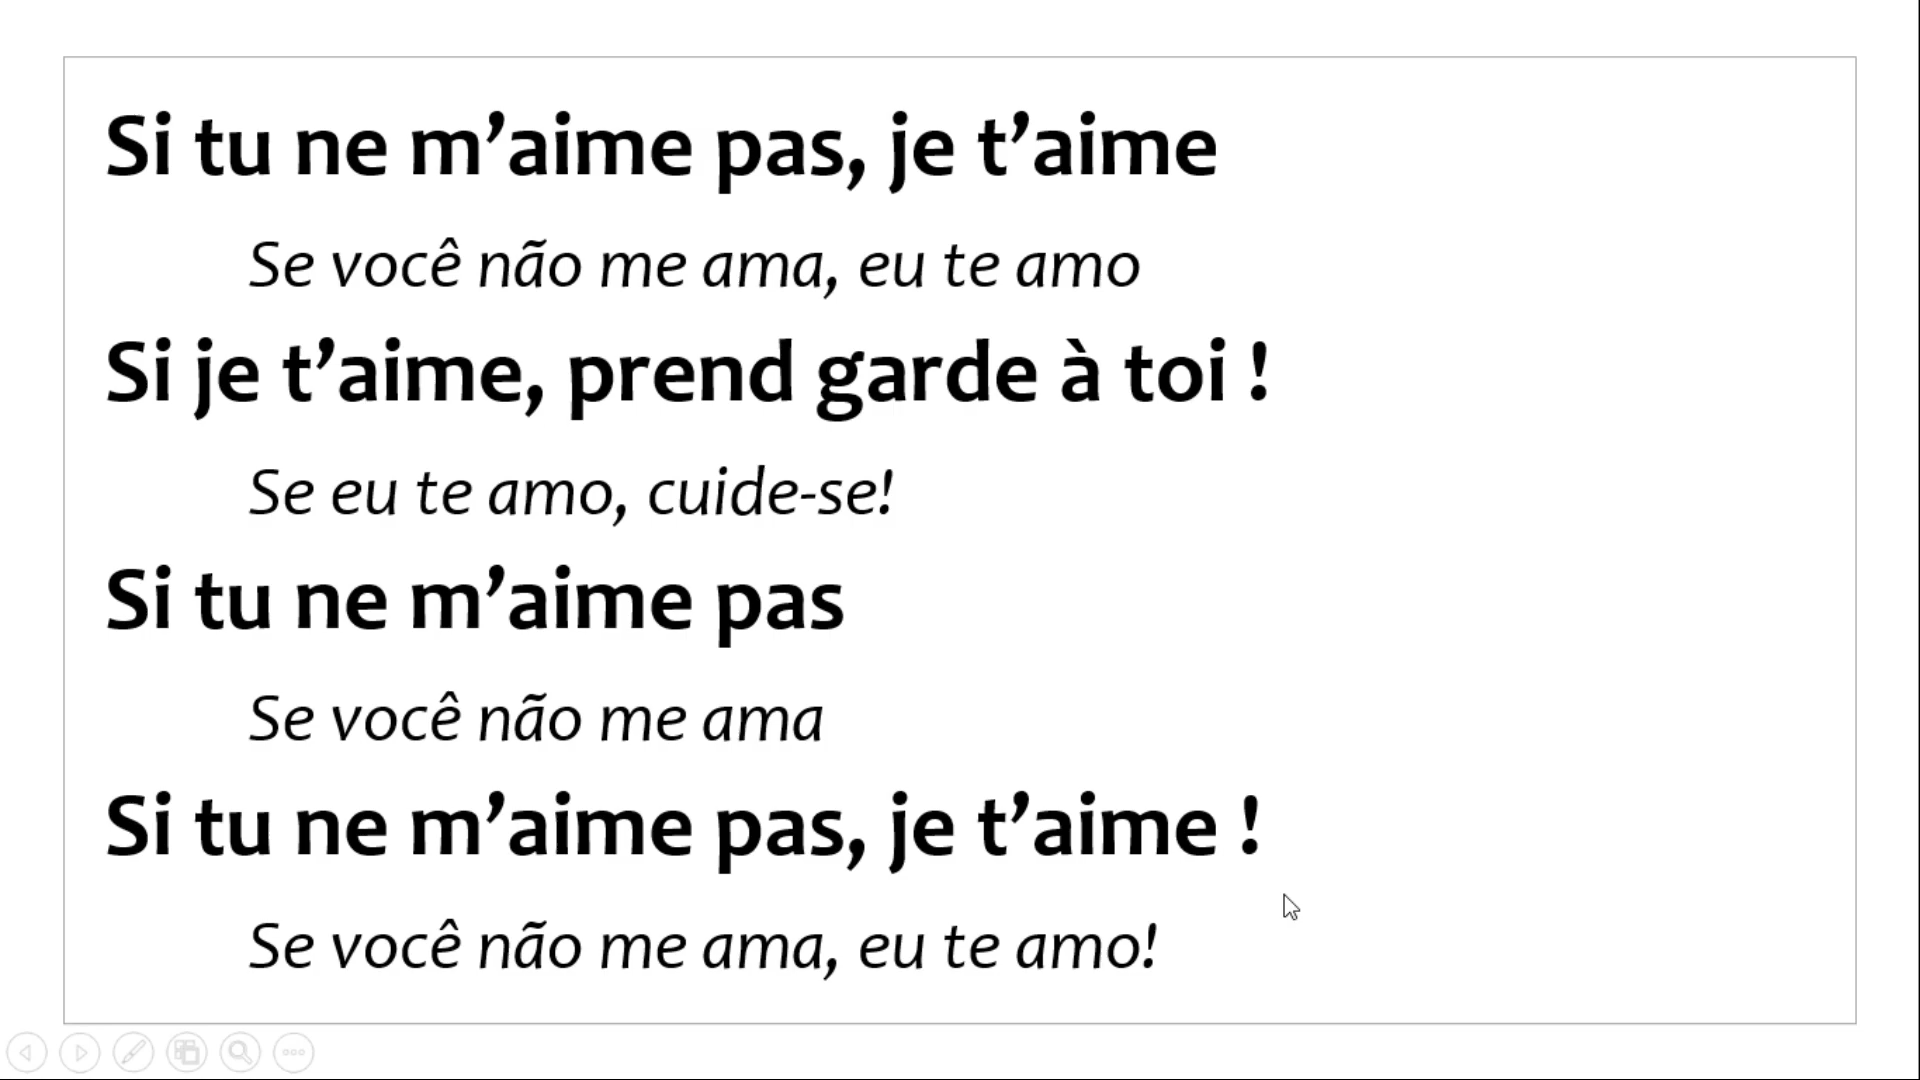 Si tu ne m’aime pas, je t’aime
Se você não me ama, eu te amo
Si je t’aime, prend garde à toi !
Se eu te amo, cuide-se!
Si tu ne m’aime pas
Se você não me ama
Si tu ne m’aime pas, je t’aime !
Se você não me ama, eu te amo!